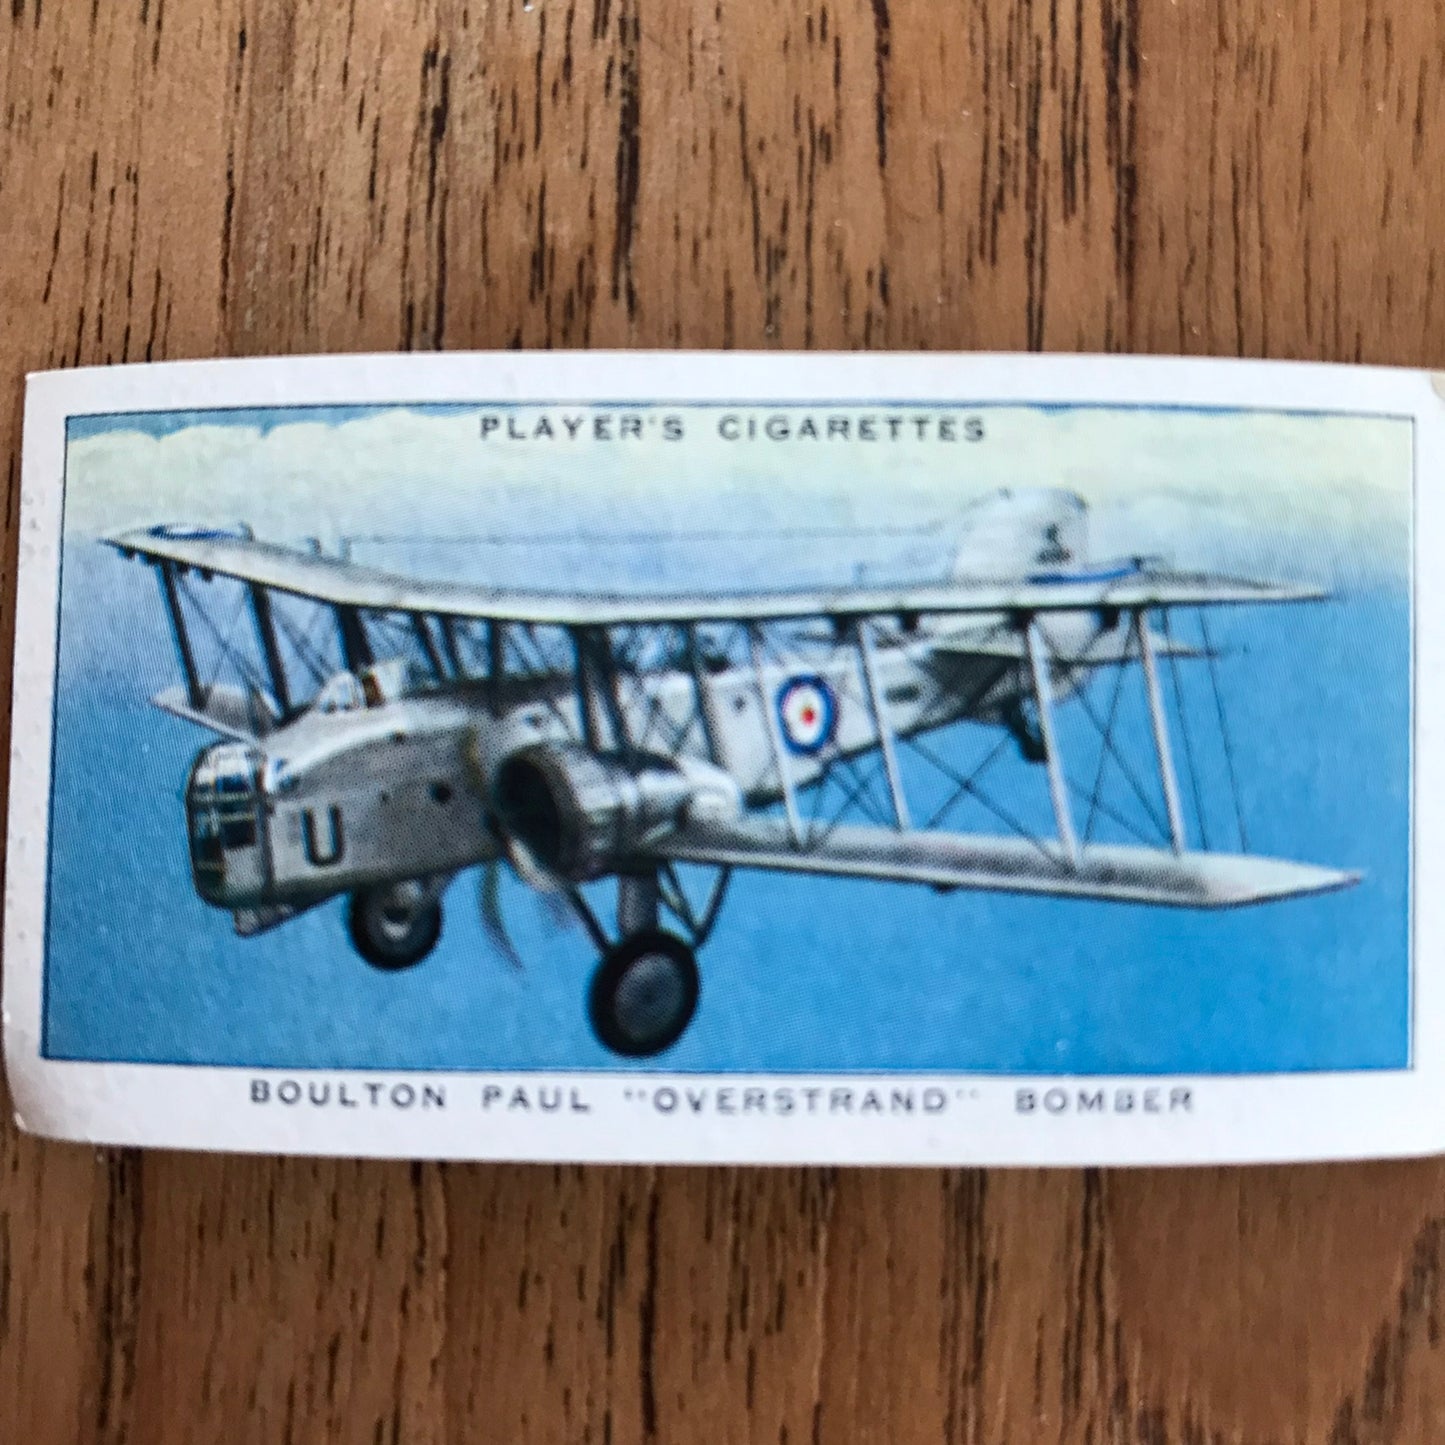 PLAYER'S CIGARETTES
U
BOULTON PAUL "OVERSTRAND" BOMBER